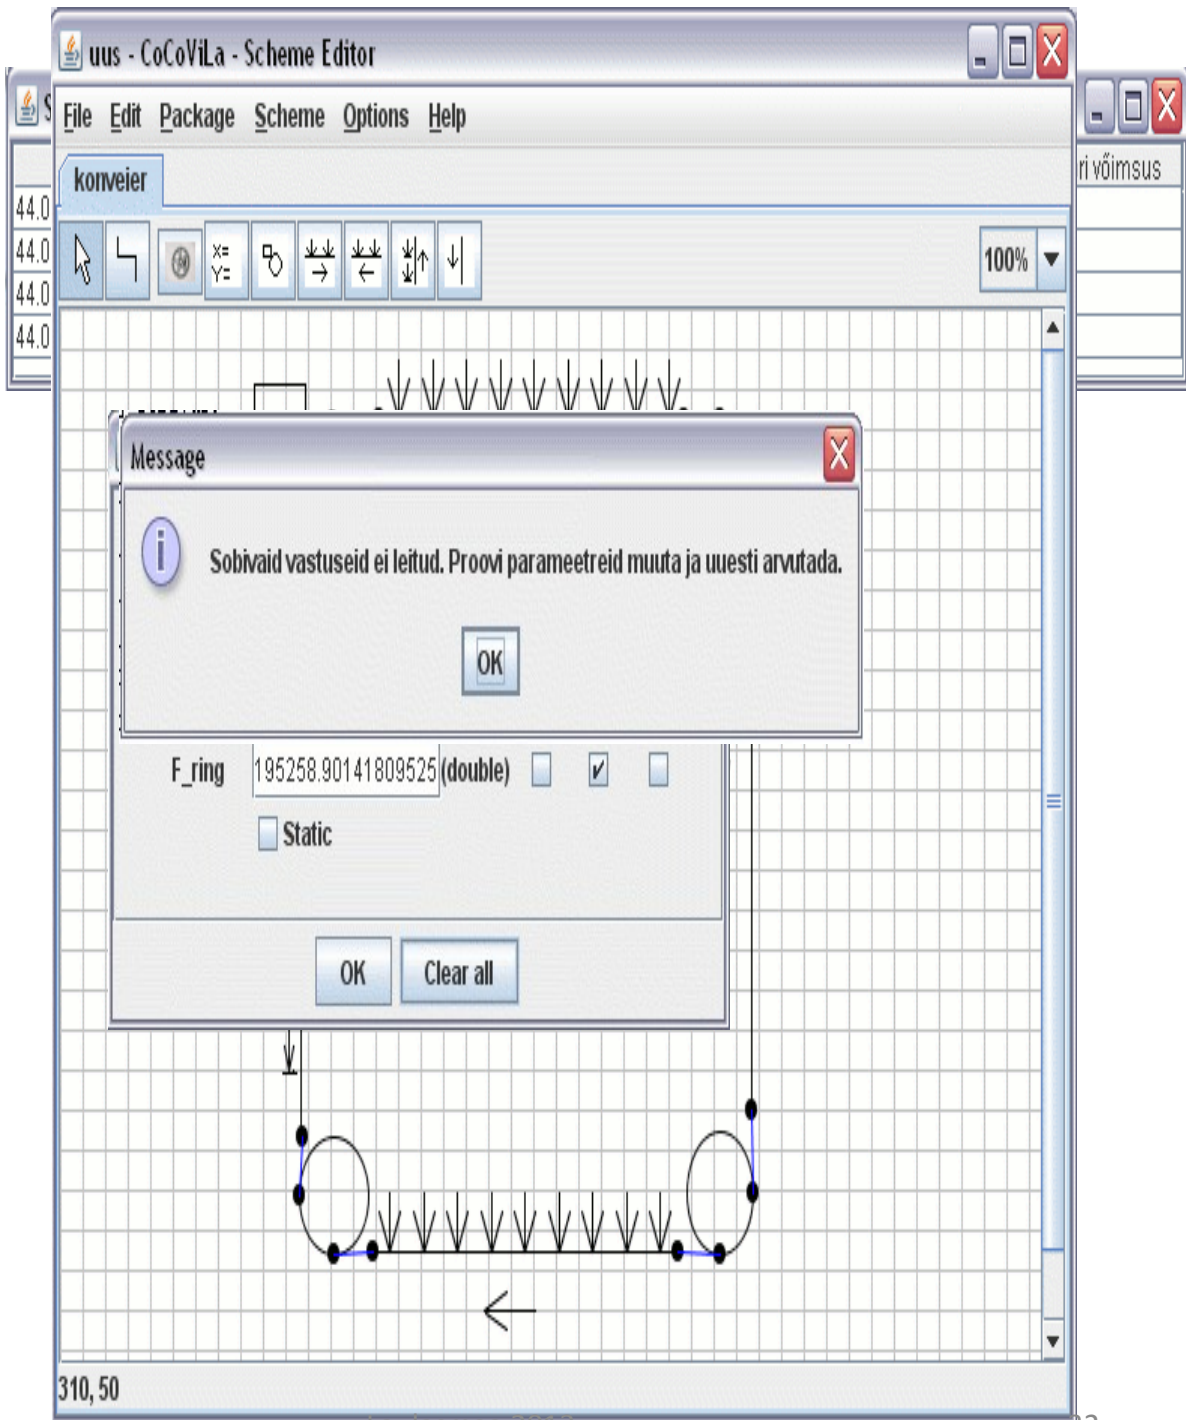 uus - CoCoViLa - Scheme Editor
File Edit Package Scheme Options Help
konveier
ri võimsus
44.0
44.0
44.0
44.0
X=
Y=
100%
Message
Sobivaid vastuseid ei leitud. Proovi parameetreid muuta ja uuesti arvutada.
OK
F_ring 195258.90141809525 (double)
Static
OK Clear all
310, 50